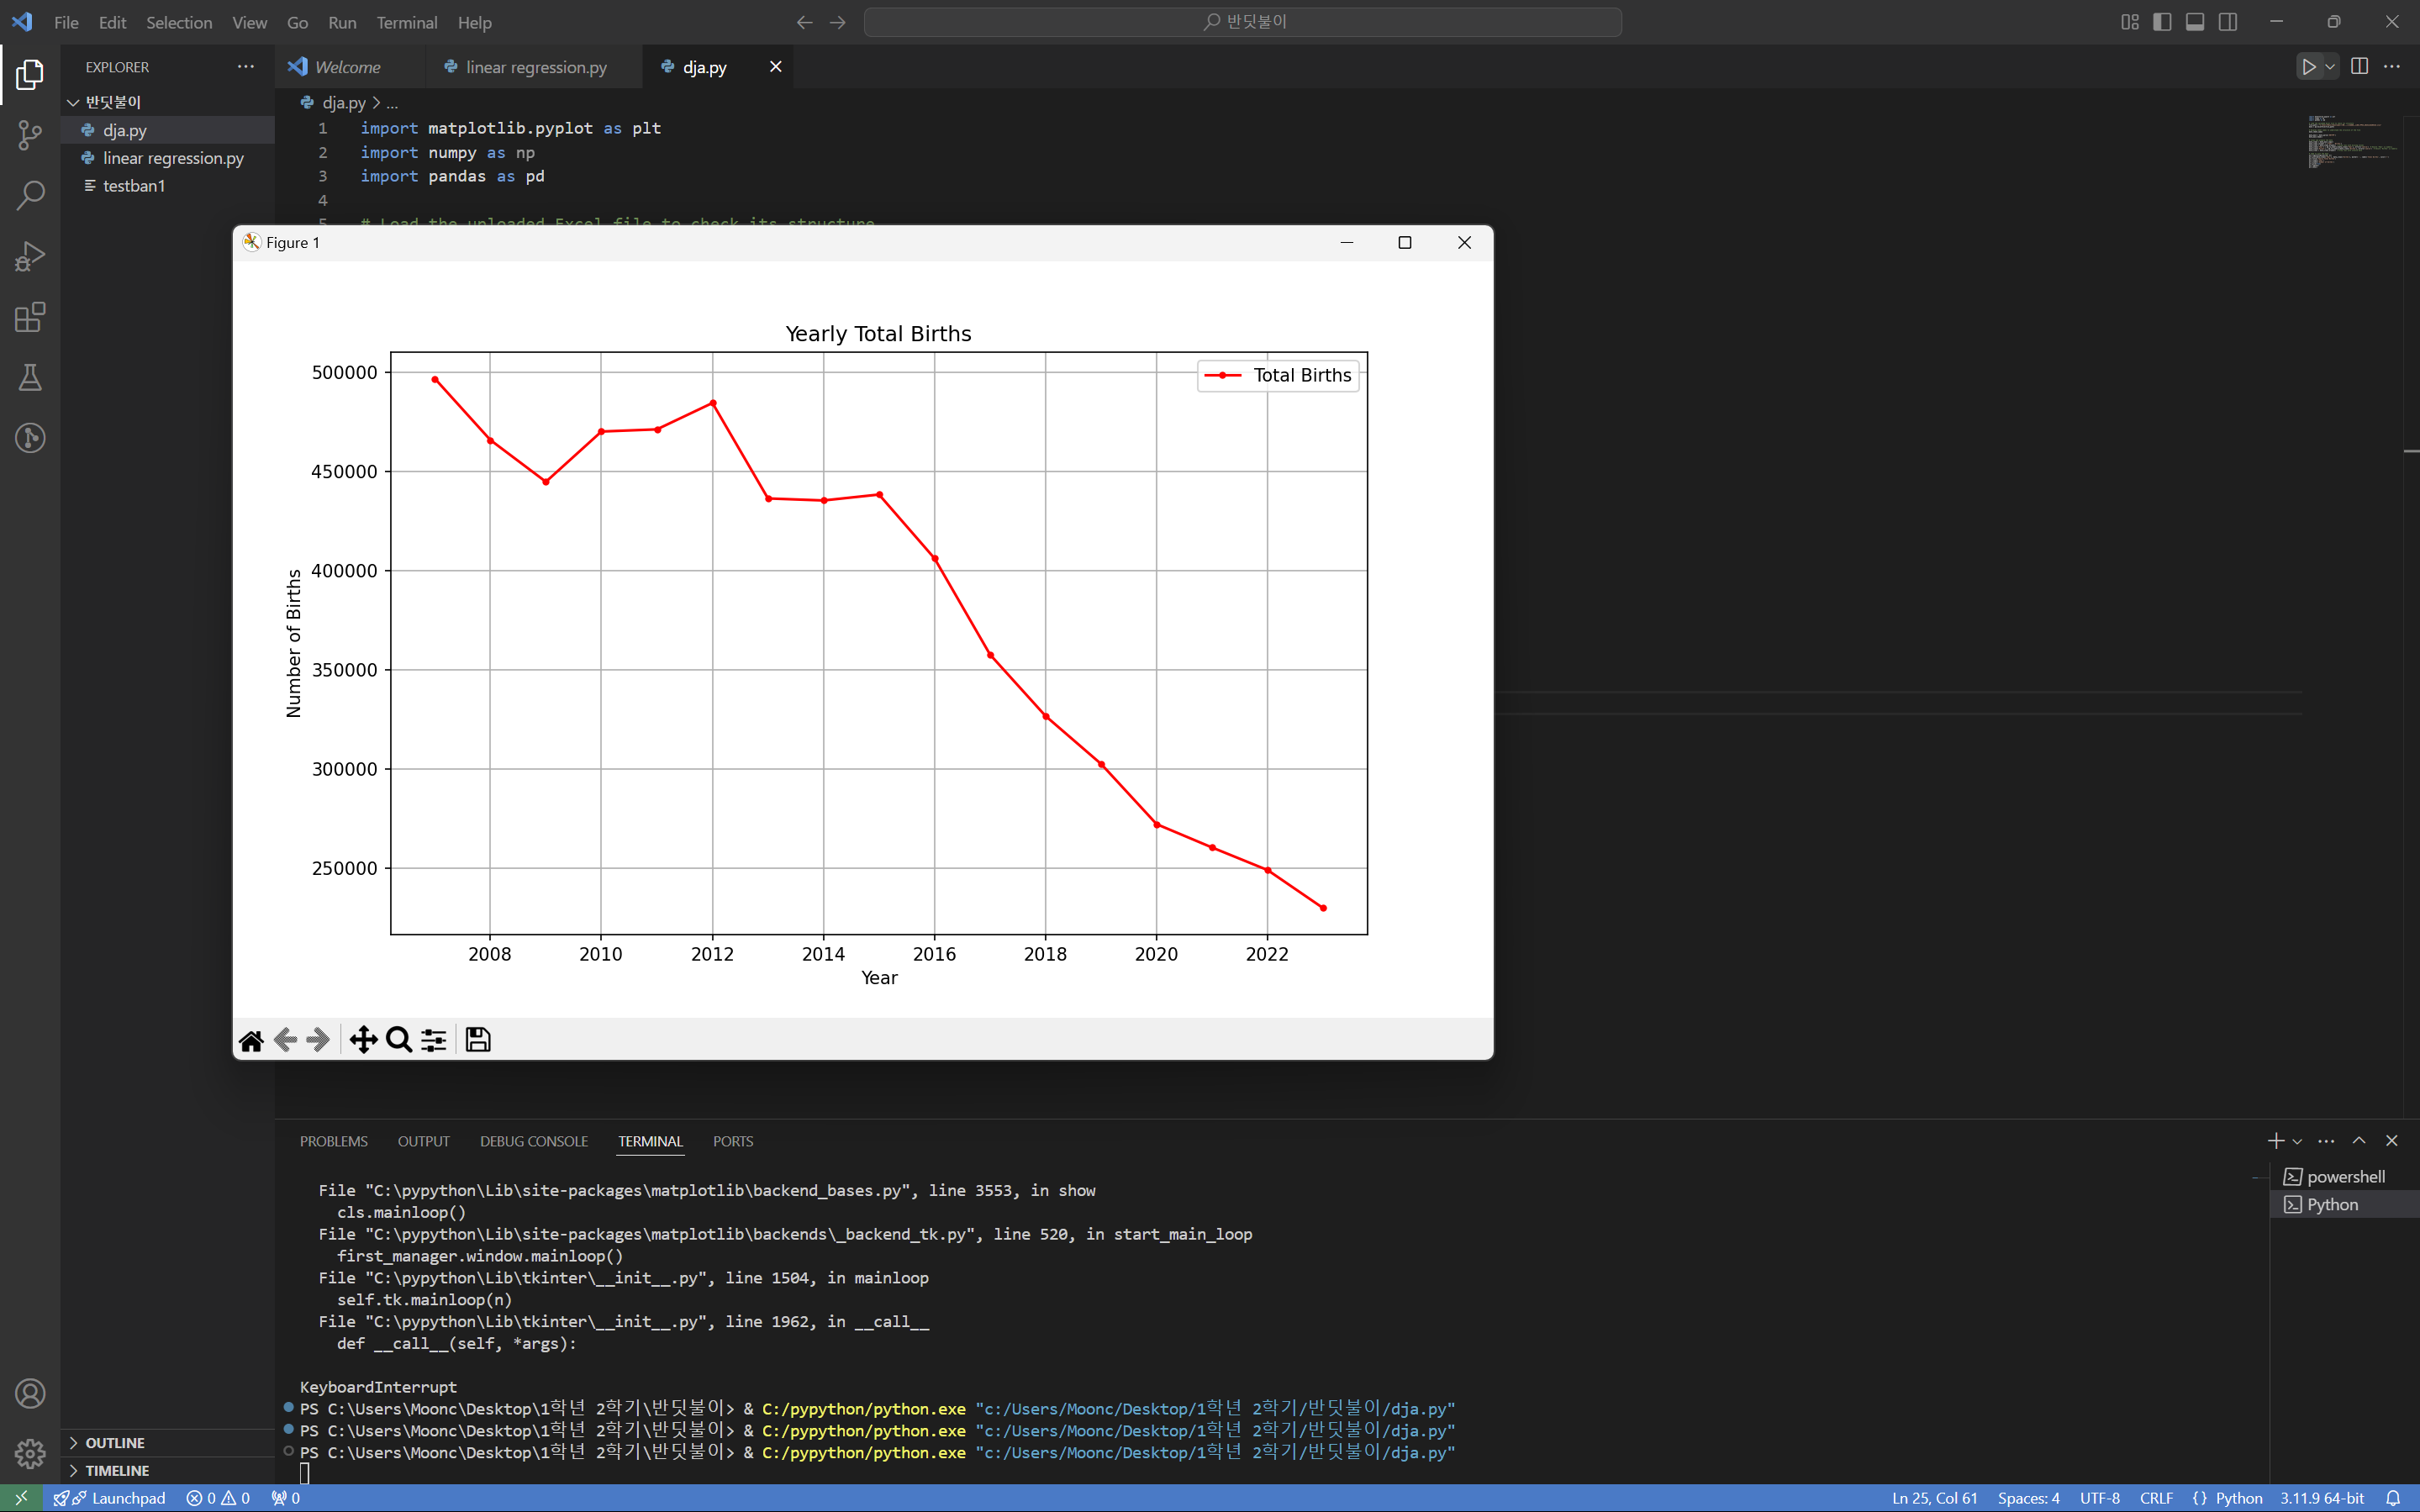 File Edit Selection View Go Run Terminal Help
반딧불이
EXPLORER
Welcome
linear regression.py
dja.py
반딧불이
dja.py
linear regression.py
testban1
dja.py > ...
1 import matplotlib.pyplot as plt
2 import numpy as np
3 import pandas as pd
4
5 # Load the uploaded Excel file to check its structure
Figure 1
Yearly Total Births
Total Births
500000
450000
400000
350000
300000
250000
Number of Births
2008 2010 2012 2014 2016 2018 2020 2022
Year
PROBLEMS OUTPUT DEBUG CONSOLE TERMINAL PORTS
File "C:\pypython\Lib\site-packages\matplotlib\backend_bases.py", line 3553, in show
cls.mainloop()
File "C:\pypython\Lib\site-packages\matplotlib\backends\_backend_tk.py", line 520, in start_main_loop
first_manager.window.mainloop()
File "C:\pypython\Lib\tkinter\__init__.py", line 1504, in mainloop
self.tk.mainloop(n)
File "C:\pypython\Lib\tkinter\__init__.py", line 1962, in __call__
def __call__(self, *args):
KeyboardInterrupt
PS C:\Users\Moonc\Desktop\1학년 2학기\반딧불이> & C:/pypython/python.exe "c:/Users/Moonc/Desktop/1학년 2학기/반딧불이/dja.py"
PS C:\Users\Moonc\Desktop\1학년 2학기\반딧불이> & C:/pypython/python.exe "c:/Users/Moonc/Desktop/1학년 2학기/반딧불이/dja.py"
PS C:\Users\Moonc\Desktop\1학년 2학기\반딧불이> & C:/pypython/python.exe "c:/Users/Moonc/Desktop/1학년 2학기/반딧불이/dja.py"
powershell
Python
OUTLINE
TIMELINE
Launchpad 0 0 0
Ln 25, Col 61 Spaces: 4 UTF-8 CRLF {} Python 3.11.9 64-bit